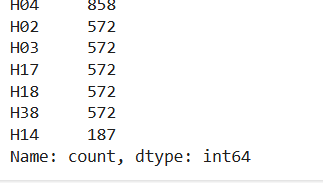 H04 858
H02 572
H03 572
H17 572
H18 572
H38 572
H14 187
Name: count, dtype: int64